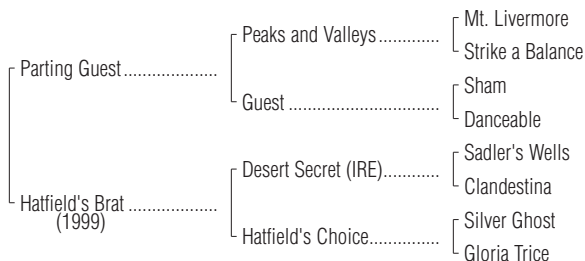 Mt. Livermore
Peaks and Valleys.............
Strike a Balance
Parting Guest....................
Sham
Guest ................................
Danceable
Sadler's Wells
Desert Secret (IRE)............
Clandestina
Hatfield's Brat ...................
(1999)
Silver Ghost
Hatfield's Choice...............
Gloria Trice